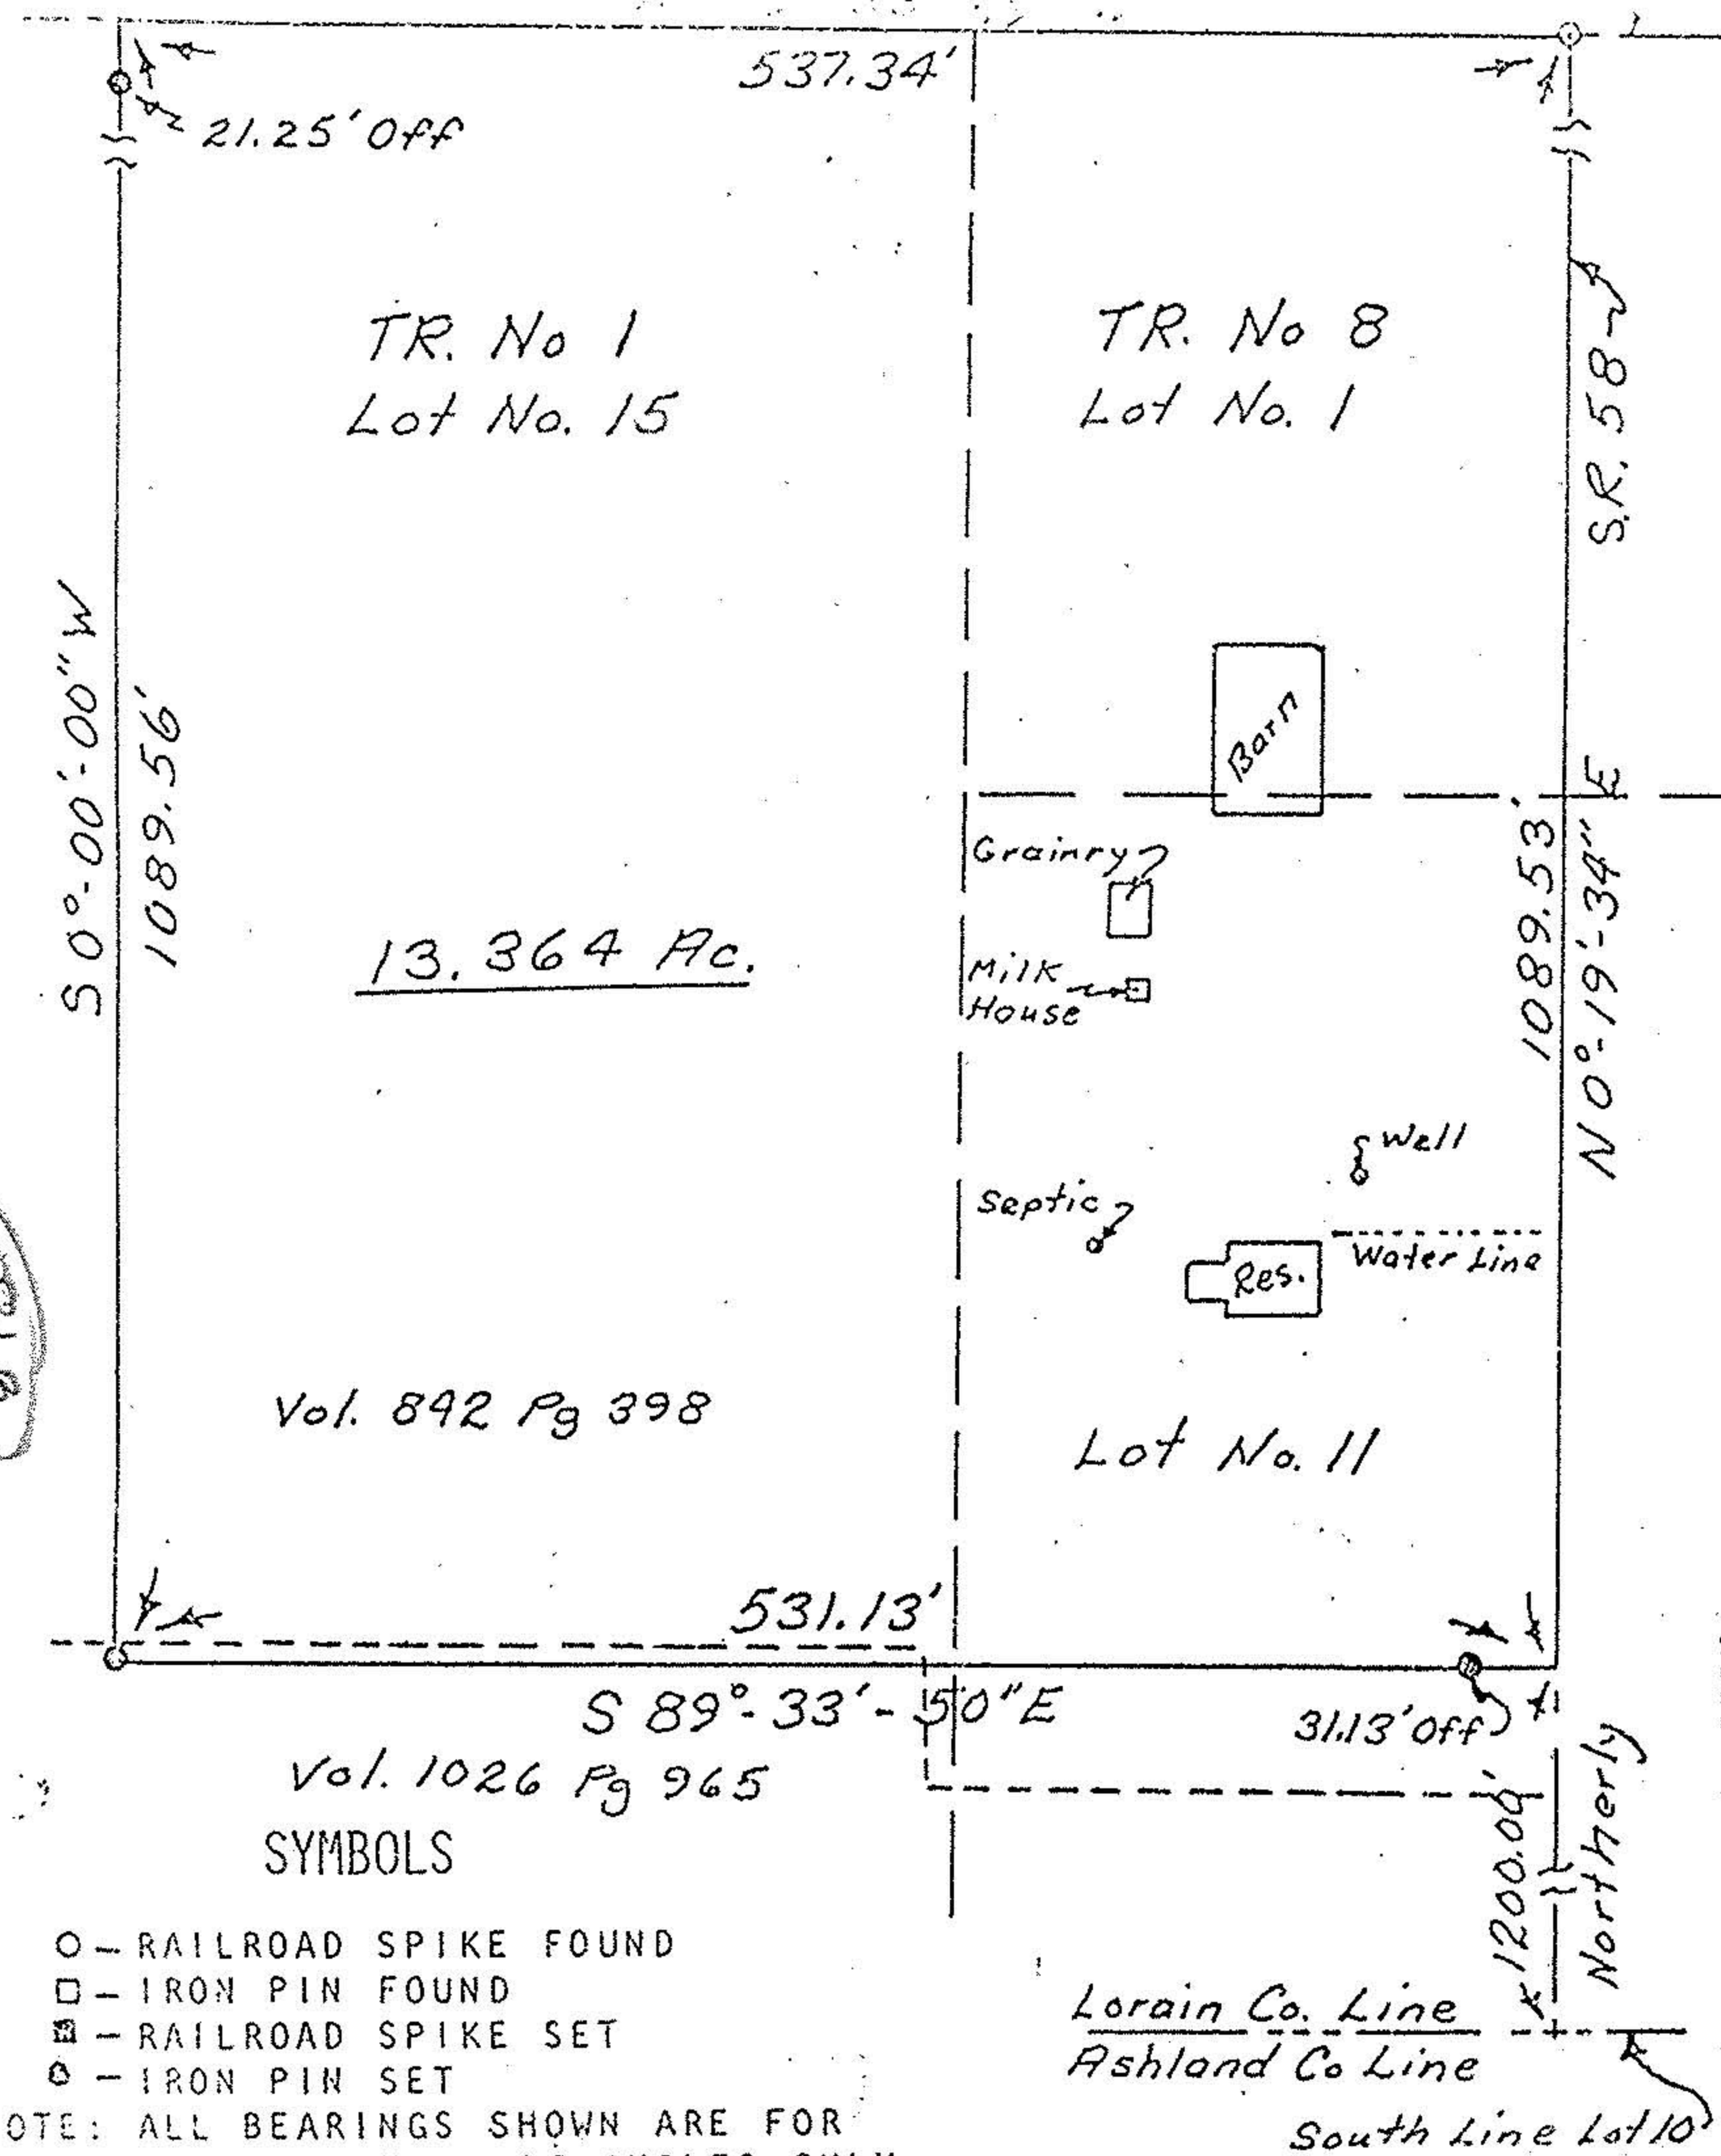 537.34'
21.25' Off
TR. No 1
Lot No. 15
TR. No 8
Lot No. 1
S.R. 58
S 0°-00'-00" W
1089.56'
Barn
Grainry
13.364 Ac.
Milk
House
1089.53'
N 0°-19'-34" E
Well
Septic
Water Line
Res.
Vol. 892 Pg 398
Lot No. 11
531.13'
S 89°-33'-50" E
31.13' Off
Vol. 1026 Pg 965
1200.00'
Northerly
SYMBOLS
O – RAILROAD SPIKE FOUND
□ – IRON PIN FOUND
– RAILROAD SPIKE SET
– IRON PIN SET
OTE: ALL BEARINGS SHOWN ARE FOR
Lorain Co. Line
Ashland Co Line
South Line Lot 10